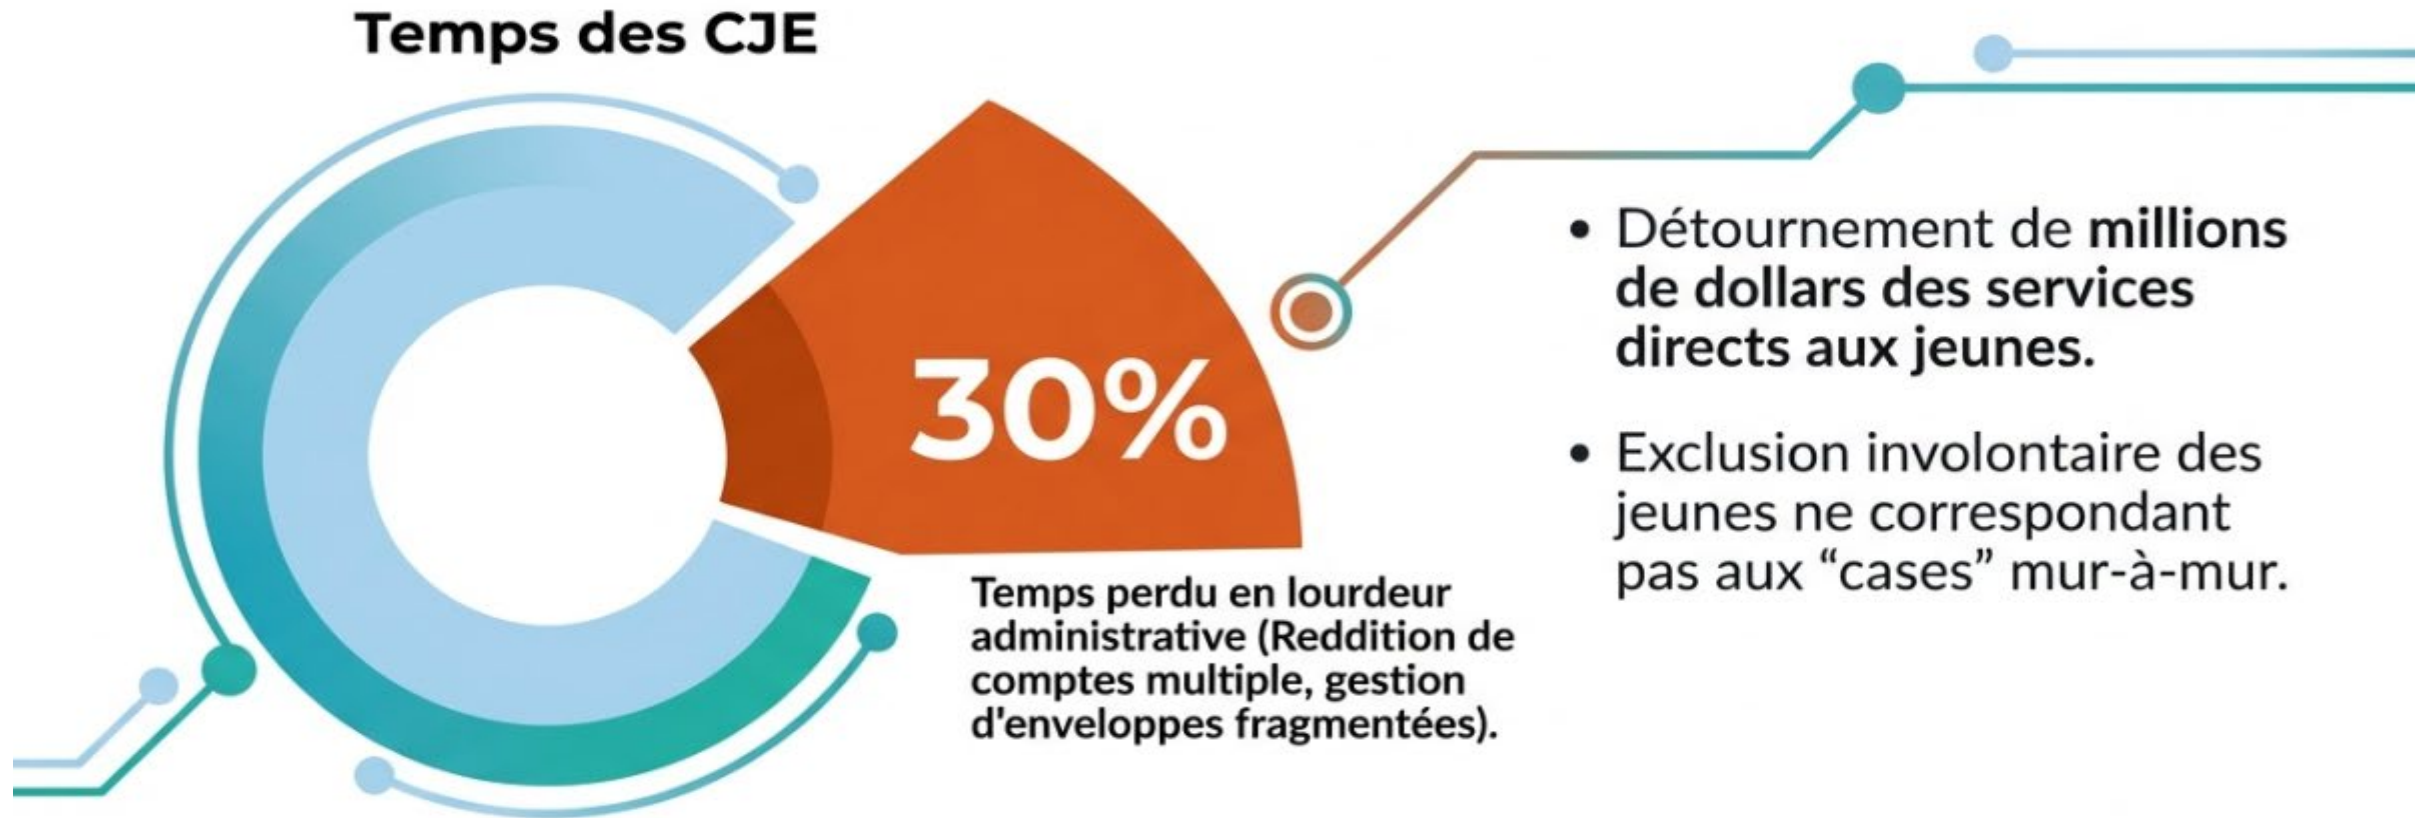 Temps des CJE
30%
Temps perdu en lourdeur
administrative (Reddition de
comptes multiple, gestion
d'enveloppes fragmentées).
• Détournement de millions
de dollars des services
directs aux jeunes.
• Exclusion involontaire des
jeunes ne correspondant
pas aux “cases” mur-à-mur.